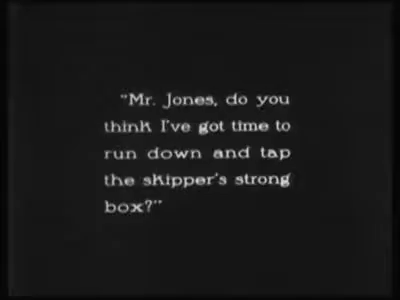 "Mr. Jones, do you
think I've got time to
run down and tap
the skipper's strong
box?"